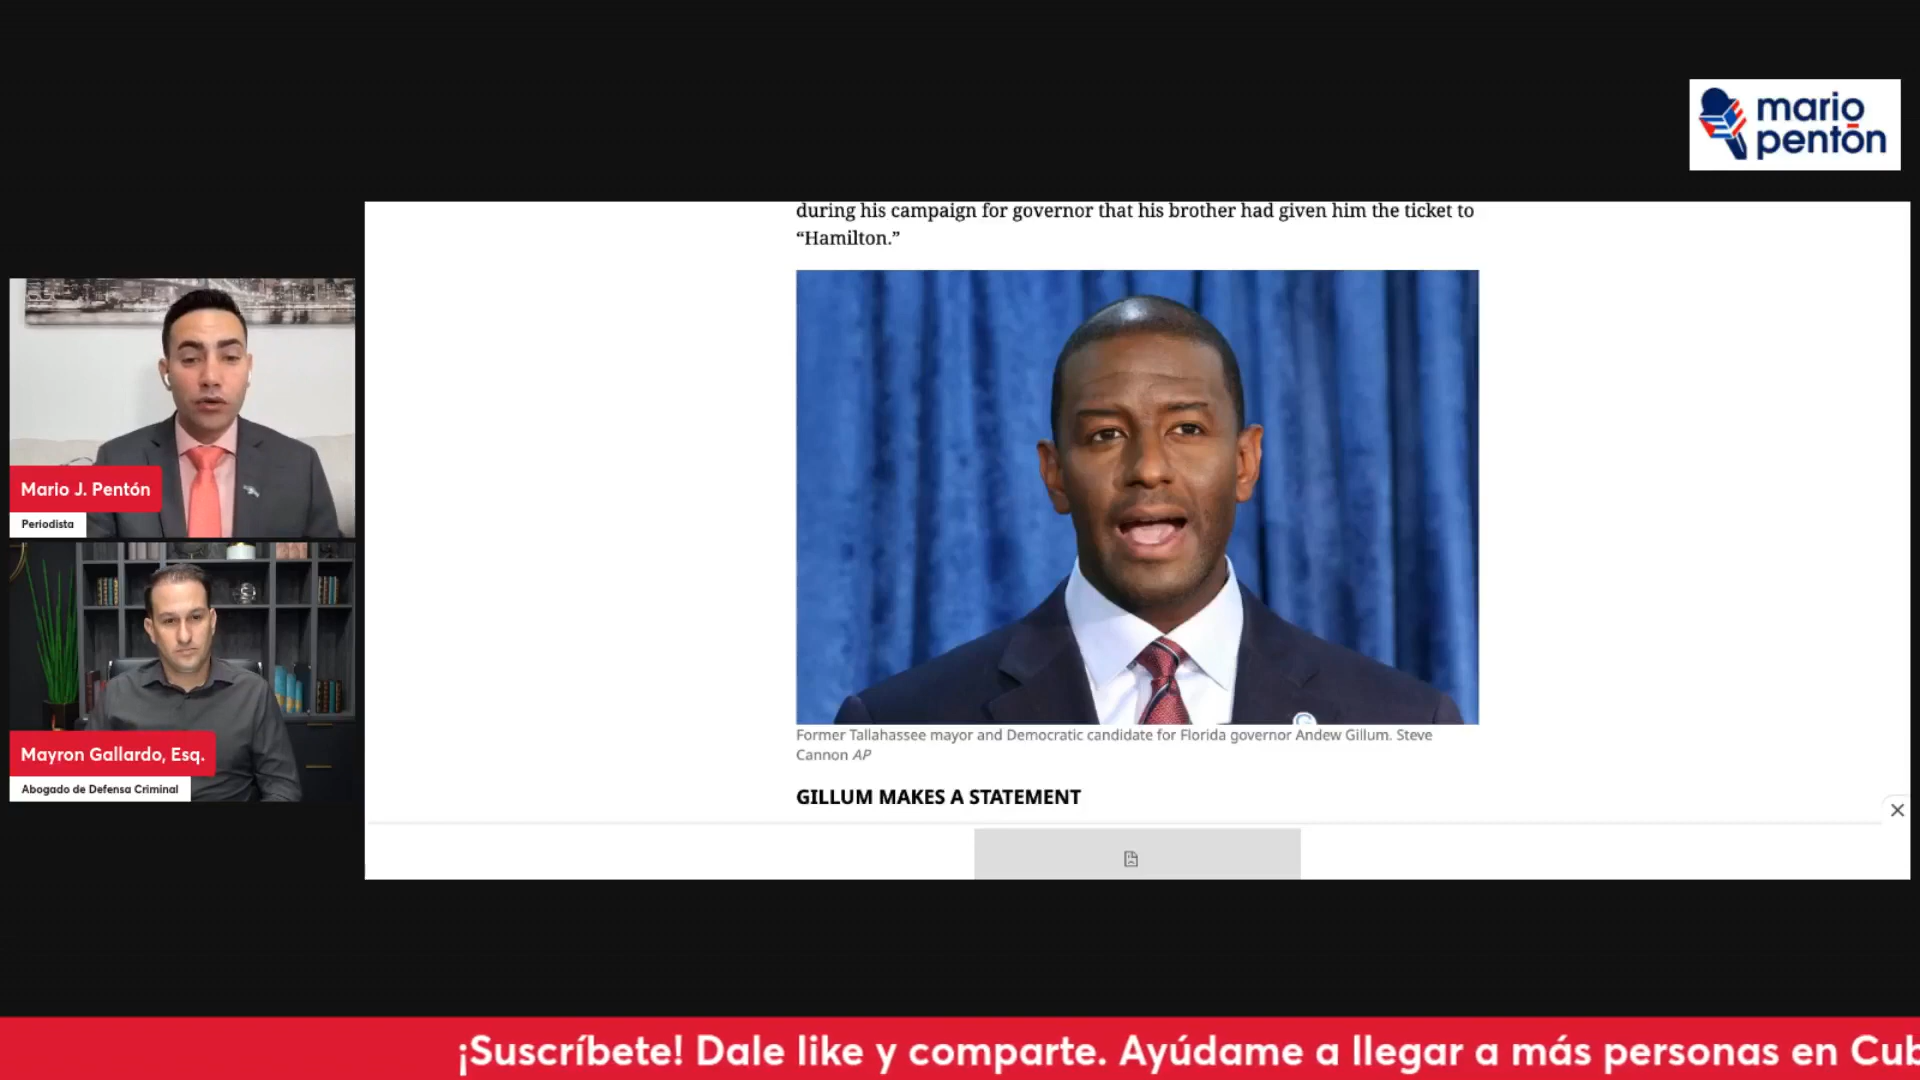 mario
pentón
during his campaign for governor that his brother had given him the ticket to
“Hamilton.”
Mario J. Pentón
Periodista
Mayron Gallardo, Esq.
Abogado de Defensa Criminal
Former Tallahassee mayor and Democratic candidate for Florida governor Andew Gillum. Steve
Cannon AP
GILLUM MAKES A STATEMENT
¡Suscríbete! Dale like y comparte. Ayúdame a llegar a más personas en Cub